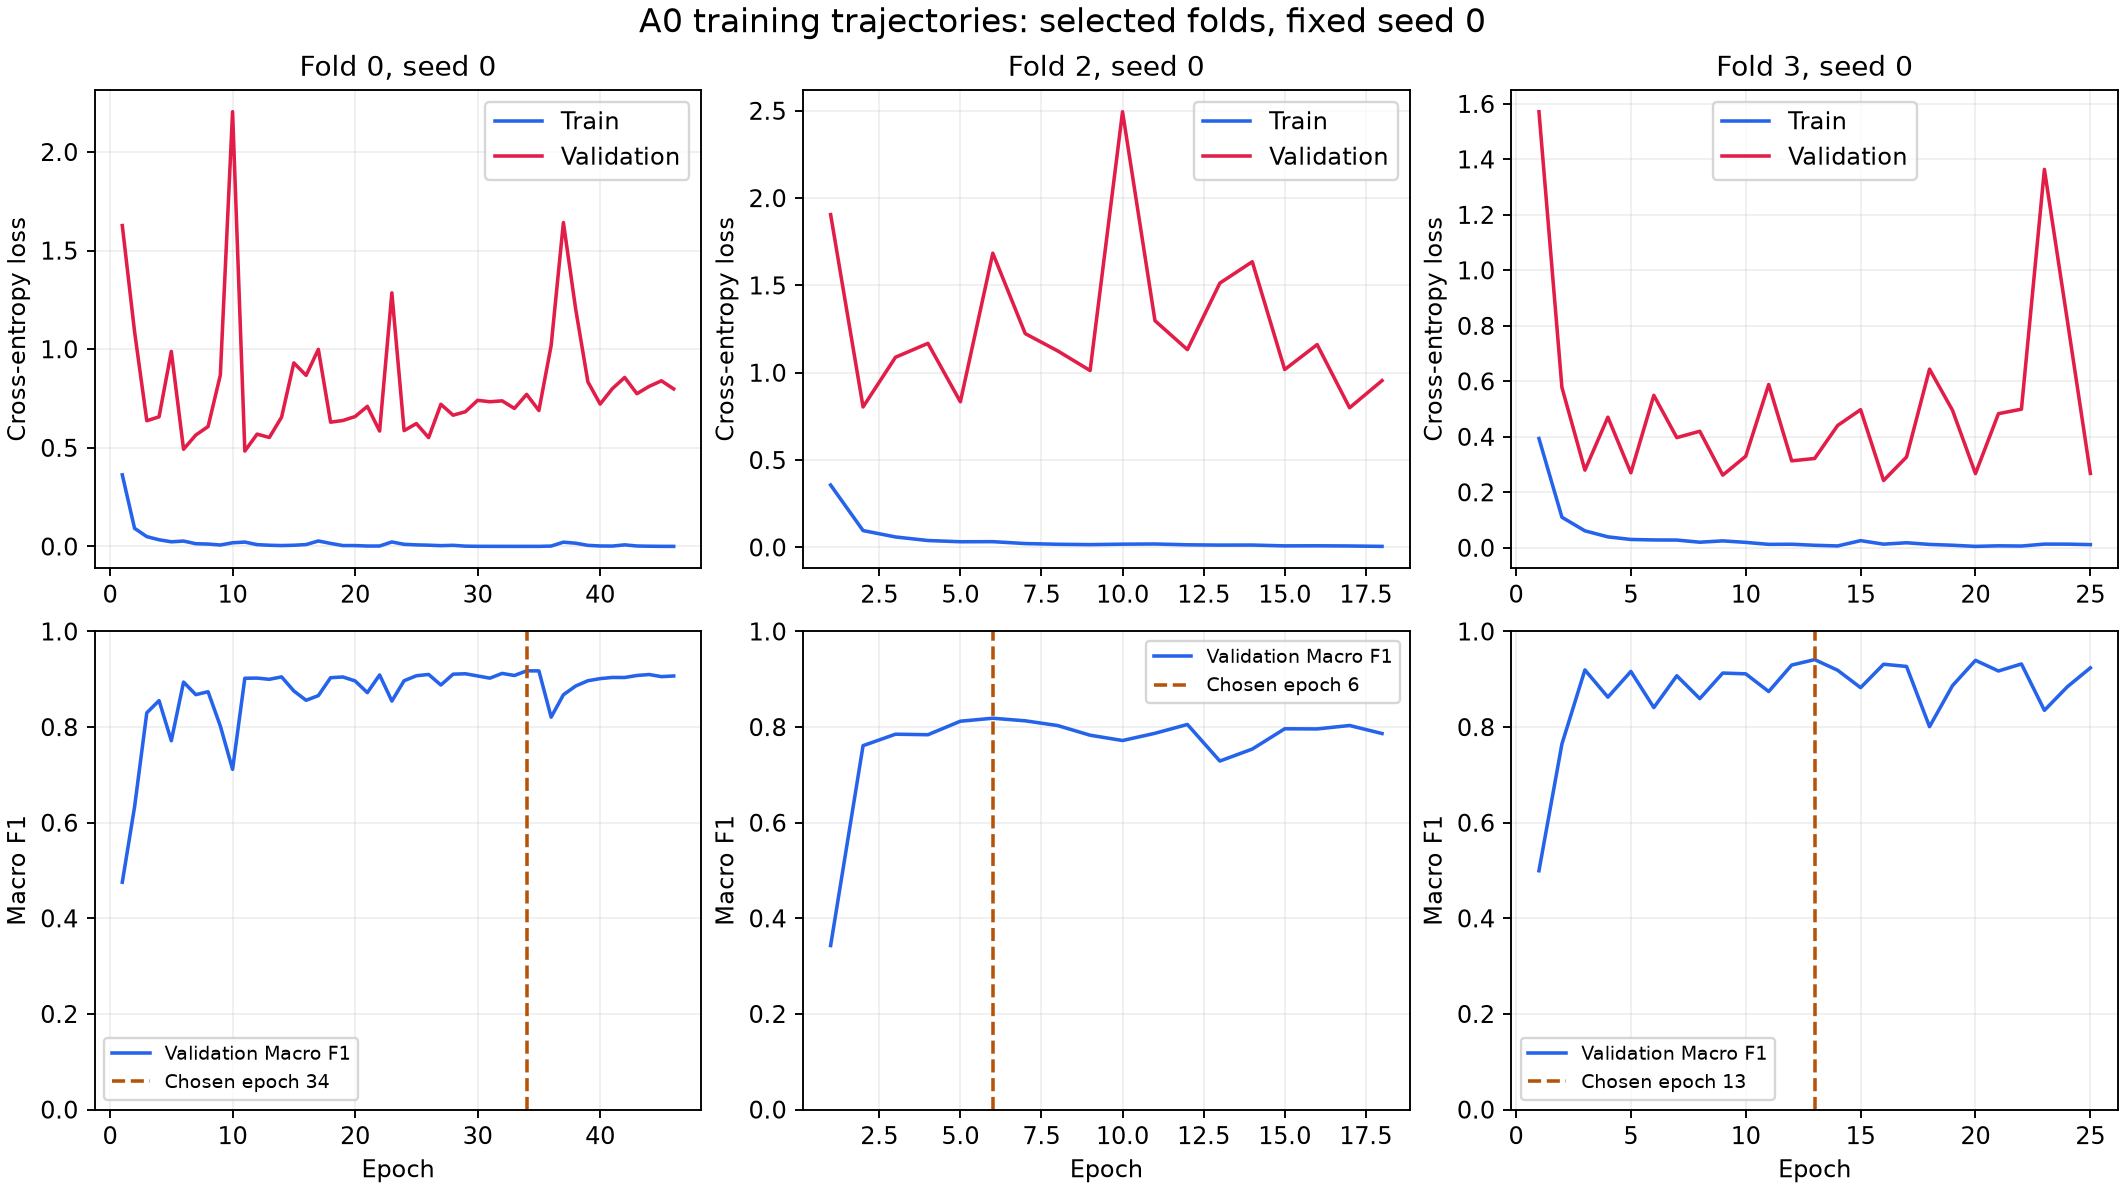 A0 training trajectories: selected folds, fixed seed 0
Fold 0, seed 0
Cross-entropy loss
2.0
1.5
1.0
0.5
0.0
0 10 20 30 40
Train
Validation
Fold 2, seed 0
Cross-entropy loss
2.5
2.0
1.5
1.0
0.5
0.0
2.5 5.0 7.5 10.0 12.5 15.0 17.5
Train
Validation
Fold 3, seed 0
Cross-entropy loss
1.6
1.4
1.2
1.0
0.8
0.6
0.4
0.2
0.0
0 5 10 15 20 25
Train
Validation
Macro F1
1.0
0.8
0.6
0.4
0.2
0.0
0 10 20 30 40
Epoch
Validation Macro F1
Chosen epoch 34
Macro F1
1.0
0.8
0.6
0.4
0.2
0.0
2.5 5.0 7.5 10.0 12.5 15.0 17.5
Epoch
Validation Macro F1
Chosen epoch 6
Macro F1
1.0
0.8
0.6
0.4
0.2
0.0
0 5 10 15 20 25
Epoch
Validation Macro F1
Chosen epoch 13